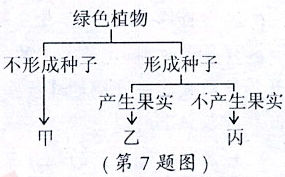 绿色植物
不形成种子 形成种子
产生果实 不产生果实
甲 乙 丙
(第7题图)